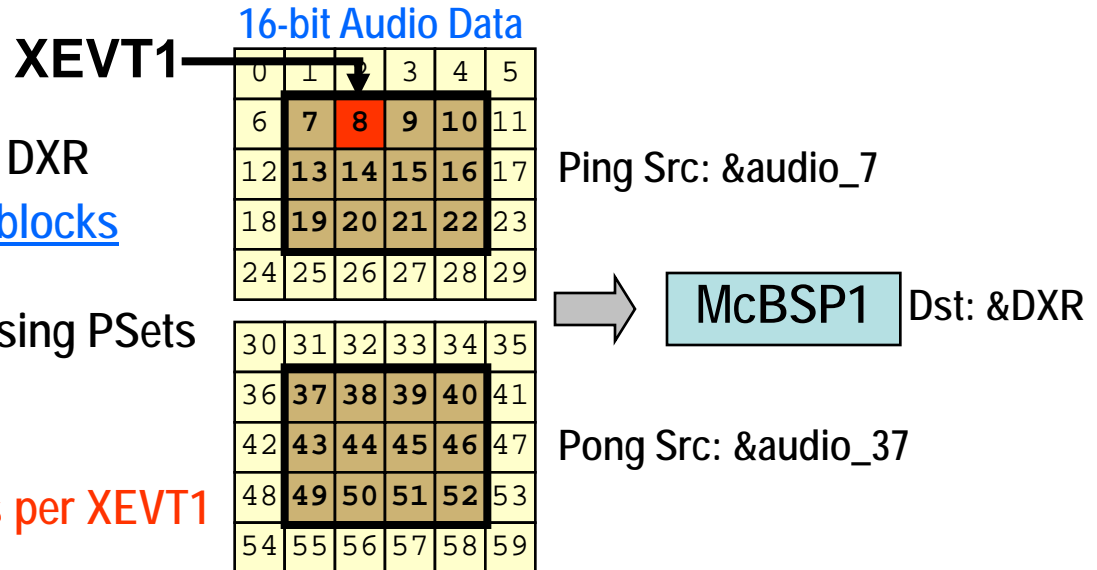 16-bit Audio Data
XEVT1
0 1 2 3 4 5
6 7 8 9 10 11
DXR
12 13 14 15 16 17
Ping Src: &audio_7
blocks
18 19 20 21 22 23
24 25 26 27 28 29
McBSP1
Dst: &DXR
sing PSets
30 31 32 33 34 35
36 37 38 39 40 41
42 43 44 45 46 47
Pong Src: &audio_37
s per XEVT1
48 49 50 51 52 53
54 55 56 57 58 59